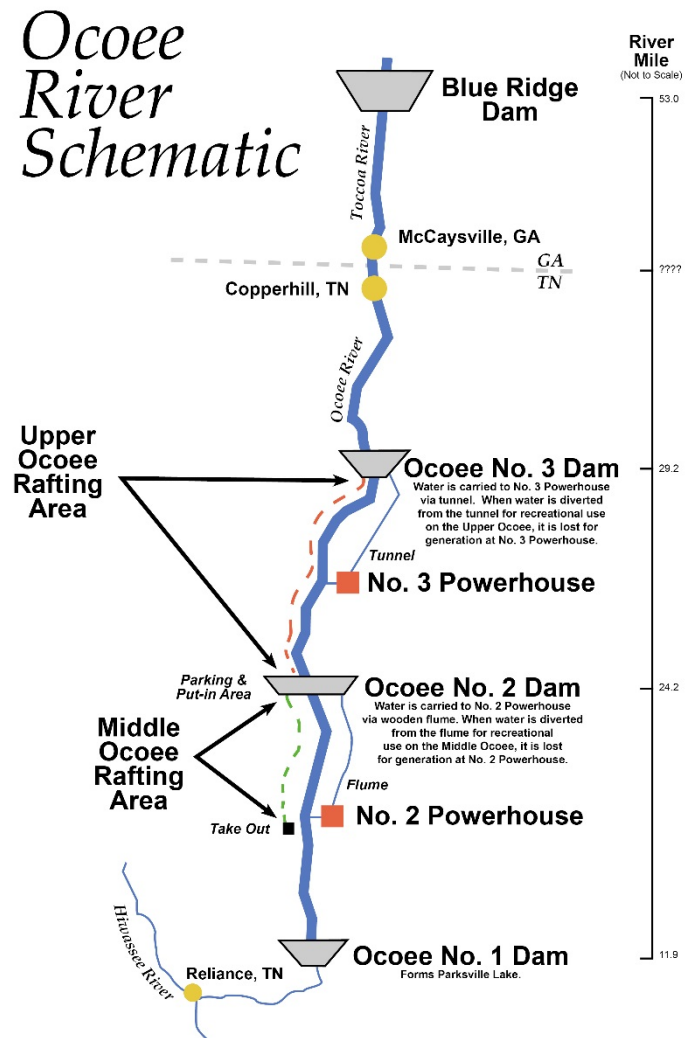 Ocoee
River
Schematic
River
Mile
(Not to Scale)
Blue Ridge
Dam
53.0
Toccoa River
McCaysville, GA
GA
????
TN
Copperhill, TN
Ocoee River
Upper
Ocoee
Rafting
Area
Ocoee No. 3 Dam
29.2
Water is carried to No. 3 Powerhouse
via tunnel. When water is diverted
from the tunnel for recreational use
on the Upper Ocoee, it is lost for
generation at No. 3 Powerhouse.
Tunnel
No. 3 Powerhouse
Parking &
Put-in Area
Ocoee No. 2 Dam
24.2
Water is carried to No. 2 Powerhouse
via wooden flume. When water is diverted
from the flume for recreational
use on the Middle Ocoee, it is lost
for generation at No. 2 Powerhouse.
Middle
Ocoee
Rafting
Area
Flume
No. 2 Powerhouse
Take Out
Ocoee No. 1 Dam
11.9
Forms Parksville Lake.
Hiwassee River
Reliance, TN